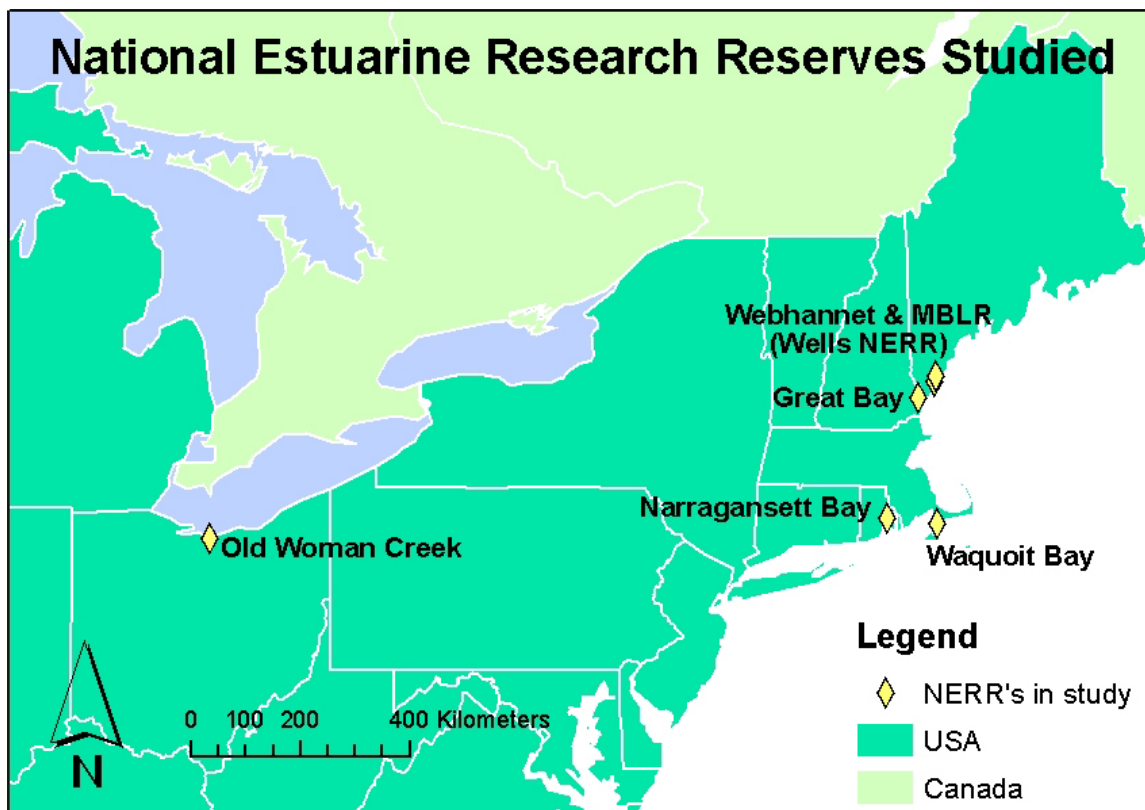 National Estuarine Research Reserves Studied
Webhannet & MBLR
(Wells NERR)
Great Bay
Narragansett Bay
Old Woman Creek
Waquoit Bay
Legend
NERR's in study
USA
Canada
0 100 200 400 Kilometers
N